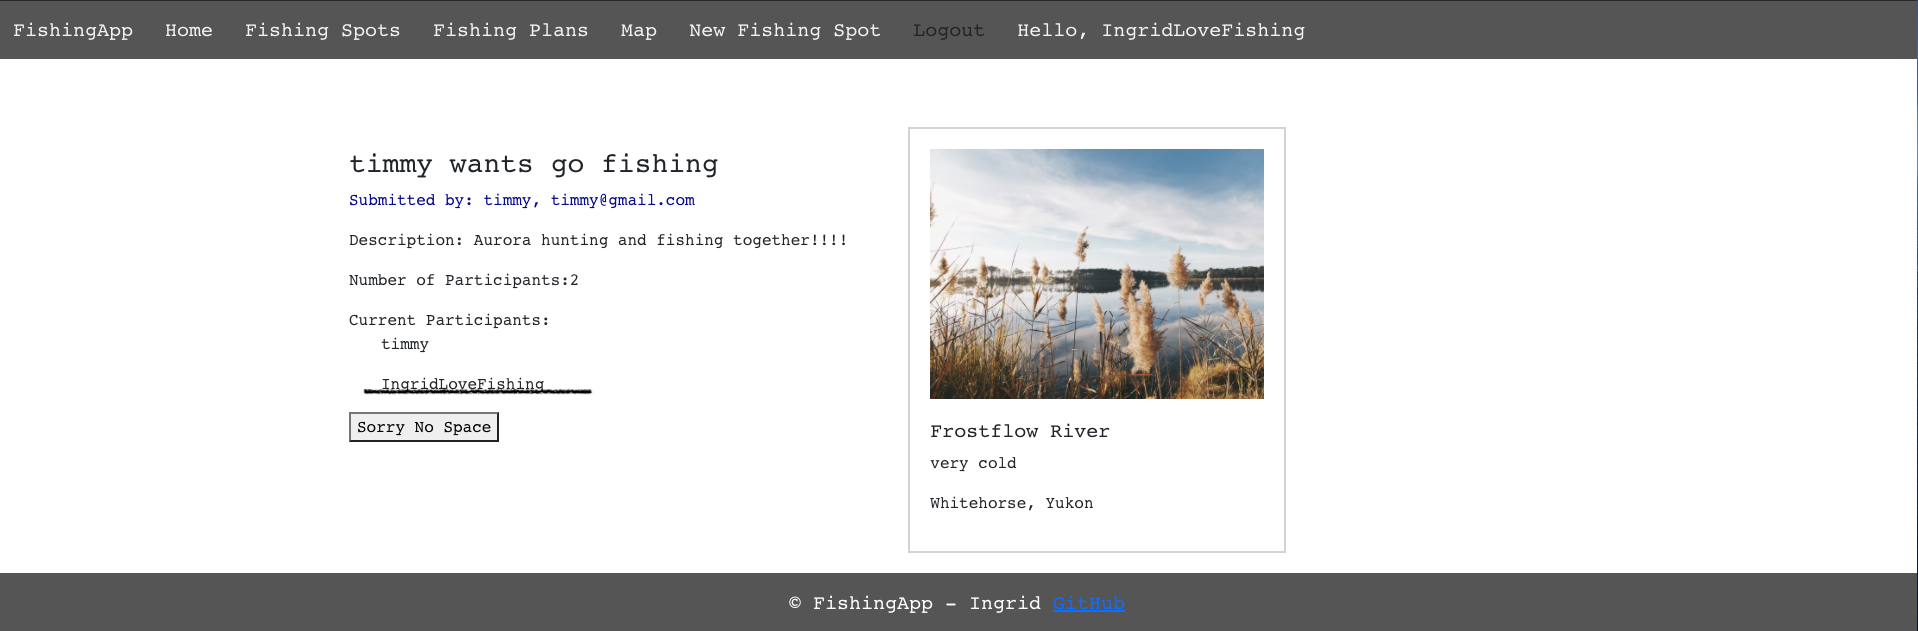 FishingApp Home Fishing Spots Fishing Plans Map New Fishing Spot Logout Hello, IngridLoveFishing
timmy wants go fishing
Submitted by: timmy, timmy@gmail.com
Description: Aurora hunting and fishing together!!!!
Number of Participants:2
Current Participants:
timmy
IngridLoveFishing
Sorry No Space
Frostflow River
very cold
Whitehorse, Yukon
© FishingApp - Ingrid GitHub